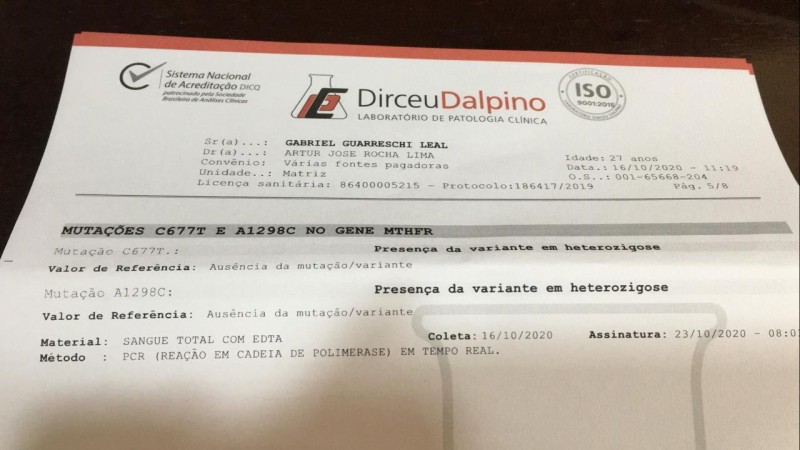 Sistema Nacional
de Acreditação DICQ
patrocinado pela Sociedade
Brasileira de Análises Clínicas
DirceuDalpino
LABORATÓRIO DE PATOLOGIA CLÍNICA
CERTIFICAÇÃO
ISO
9001:2015
Sr(a)...: GABRIEL GUARRESCHI LEAL
Dr(a)...: ARTUR JOSE ROCHA LIMA
Convênio: Várias fontes pagadoras
Unidade..: Matriz
Licença sanitária: 86400005215 - Protocolo:186417/2019
Idade: 27 anos
Data.: 16/10/2020 - 11:19
O.S..: 001-65668-204
Pág. 5/8
MUTAÇÕES C677T E A1298C NO GENE MTHFR
Mutação C677T.: Presença da variante em heterozigose
Valor de Referência: Ausência da mutação/variante
Mutação A1298C: Presença da variante em heterozigose
Valor de Referência: Ausência da mutação/variante
Material: SANGUE TOTAL COM EDTA Coleta: 16/10/2020 Assinatura: 23/10/2020 - 08:0
Método : PCR (REAÇÃO EM CADEIA DE POLIMERASE) EM TEMPO REAL.